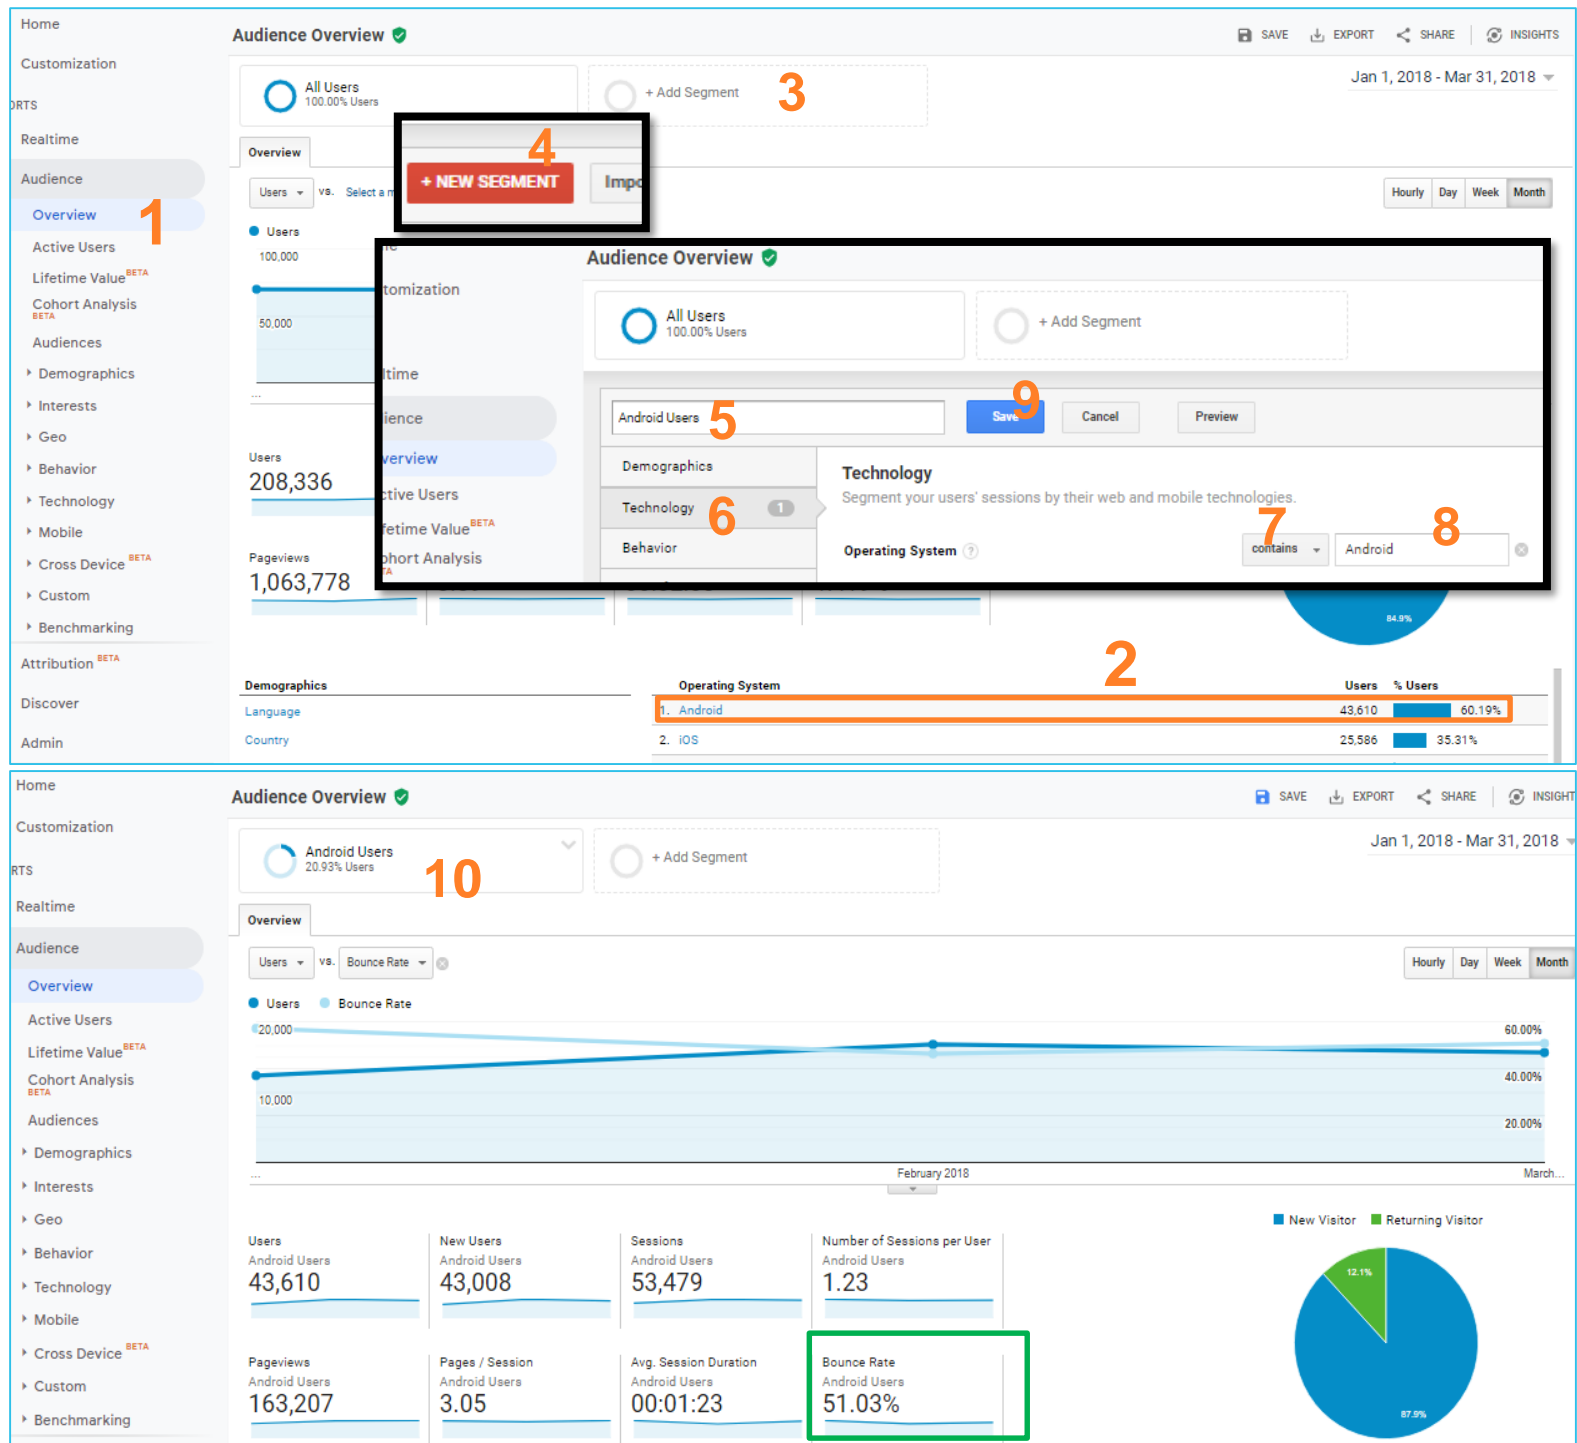 Home
Customization
ORTS
Realtime
Audience
Overview
1
Active Users
Lifetime Value BETA
Cohort Analysis
BETA
Audiences
Demographics
Interests
Geo
Behavior
Technology
Mobile
Cross Device BETA
Custom
Benchmarking
Attribution BETA
Discover
Admin
Audience Overview
SAVE EXPORT SHARE INSIGHTS
All Users
100.00% Users
+ Add Segment 3
Jan 1, 2018 - Mar 31, 2018
Overview
Users vs. Select a m
Hourly Day Week Month
4
+ NEW SEGMENT Impo
Users
100,000
50,000
...
Users
208,336
Pageviews
1,063,778
tomization
ltime
ience
verview
ctive Users
fetime Value BETA
ohort Analysis
TA
Audience Overview
All Users
100.00% Users
+ Add Segment
Android Users 5 Save 9 Cancel Preview
Demographics
Technology 6 1
Behavior
Technology
Segment your users' sessions by their web and mobile technologies.
Operating System ? contains 7 Android 8
84.9%
2
Demographics
Language
Country
Operating System Users % Users
1. Android 43,610 60.19%
2. iOS 25,586 35.31%
Home
Customization
RTS
Realtime
Audience
Overview
Active Users
Lifetime Value BETA
Cohort Analysis
BETA
Audiences
Demographics
Interests
Geo
Behavior
Technology
Mobile
Cross Device BETA
Custom
Benchmarking
Audience Overview
SAVE EXPORT SHARE INSIGHT
Android Users
20.93% Users
10
+ Add Segment
Jan 1, 2018 - Mar 31, 2018
Overview
Users vs. Bounce Rate
Hourly Day Week Month
Users Bounce Rate
20,000 60.00%
40.00%
10,000
20.00%
... February 2018 March...
New Visitor Returning Visitor
12.1%
87.9%
Users
Android Users
43,610
New Users
Android Users
43,008
Sessions
Android Users
53,479
Number of Sessions per User
Android Users
1.23
Pageviews
Android Users
163,207
Pages / Session
Android Users
3.05
Avg. Session Duration
Android Users
00:01:23
Bounce Rate
Android Users
51.03%